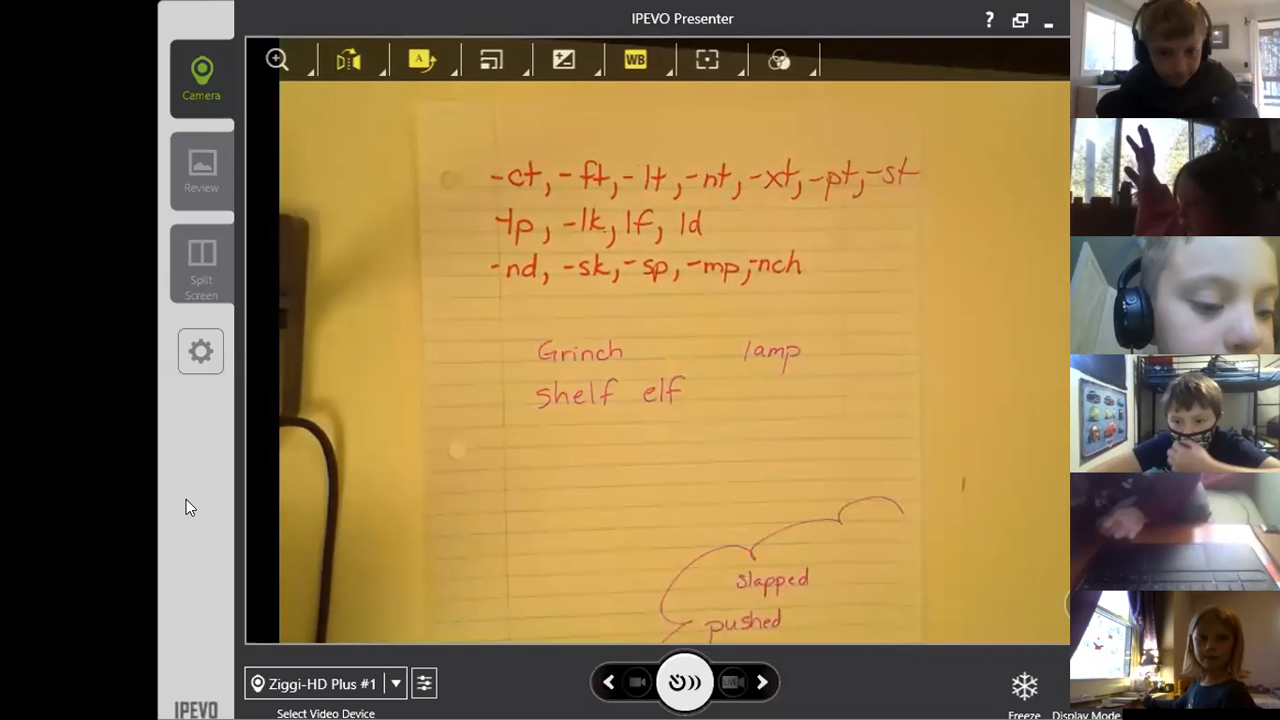 IPEVO Presenter
?
A
WB
Camera
Review
Split
Screen
-ct, -ft, -lt, -nt, -xt, -pt, -st
-lp, -lk, lf, ld
-nd, -sk, -sp, -mp, -nch
Grinch lamp
shelf elf
slapped
pushed
Ziggi-HD Plus #1
LIVE
IPEVO
Select Video Device
Freeze
Display Mode